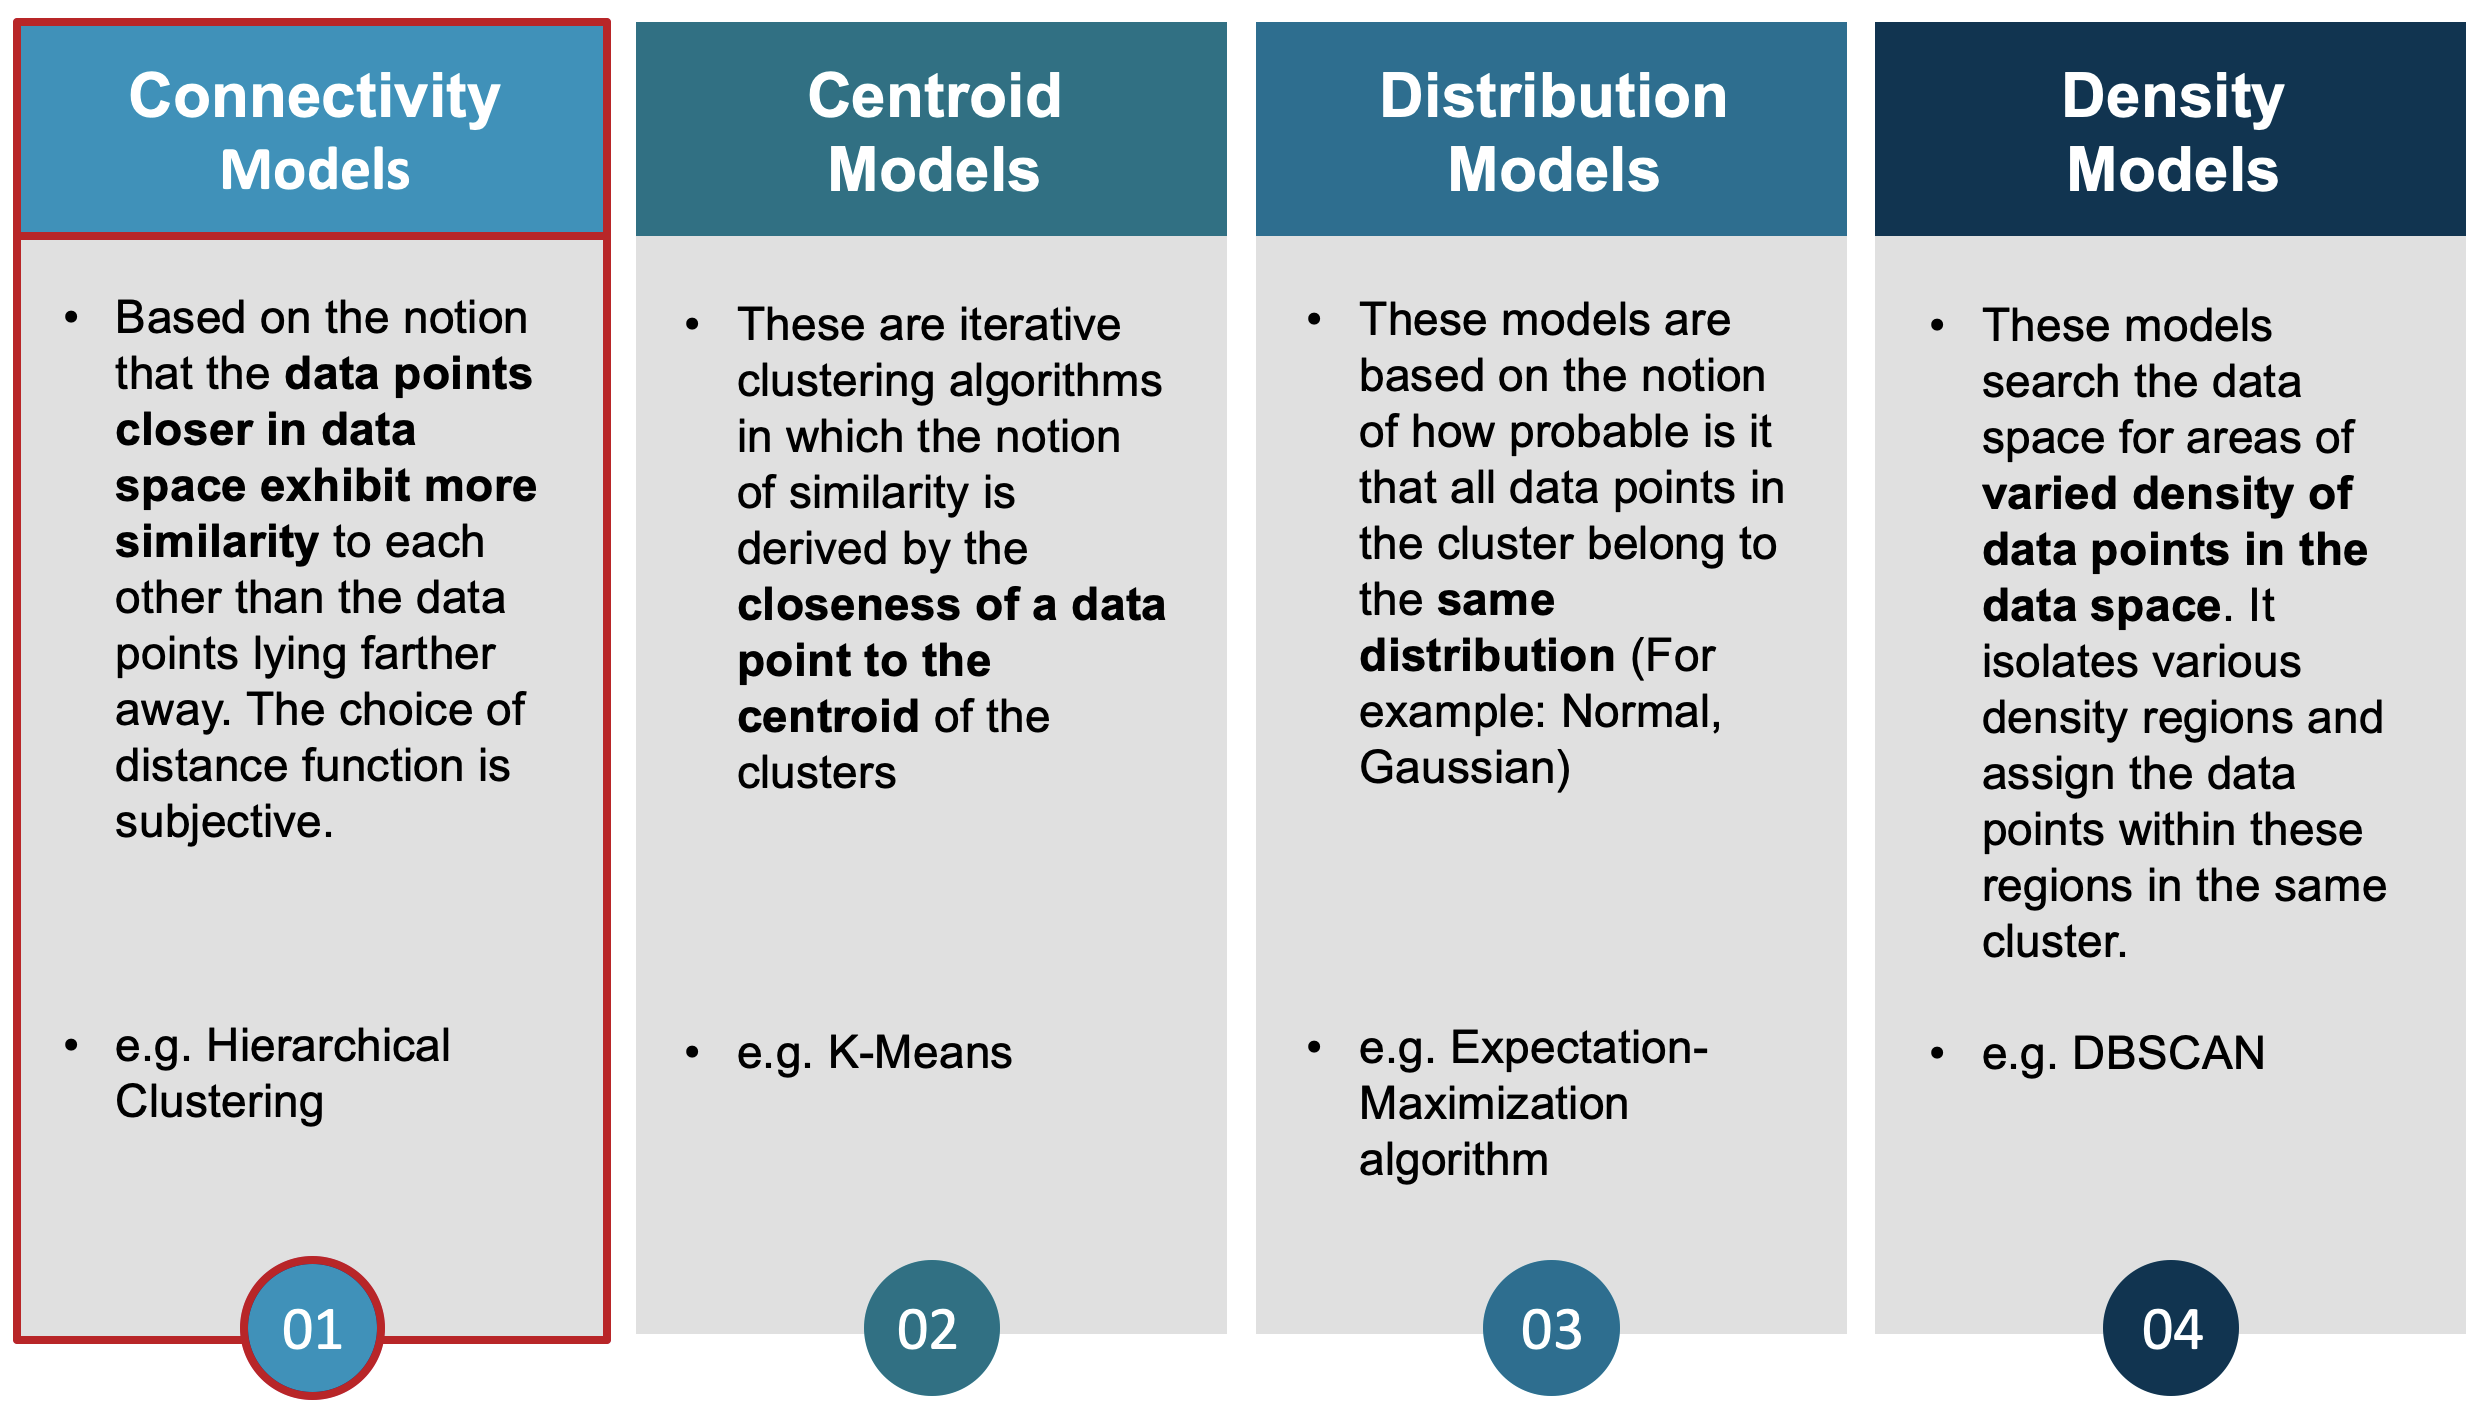 Connectivity
Models
• Based on the notion
that the data points
closer in data
space exhibit more
similarity to each
other than the data
points lying farther
away. The choice of
distance function is
subjective.
• e.g. Hierarchical
Clustering
01
Centroid
Models
• These are iterative
clustering algorithms
in which the notion
of similarity is
derived by the
closeness of a data
point to the
centroid of the
clusters
• e.g. K-Means
02
Distribution
Models
• These models are
based on the notion
of how probable is it
that all data points in
the cluster belong to
the same
distribution (For
example: Normal,
Gaussian)
• e.g. Expectation-
Maximization
algorithm
03
Density
Models
• These models
search the data
space for areas of
varied density of
data points in the
data space. It
isolates various
density regions and
assign the data
points within these
regions in the same
cluster.
• e.g. DBSCAN
04